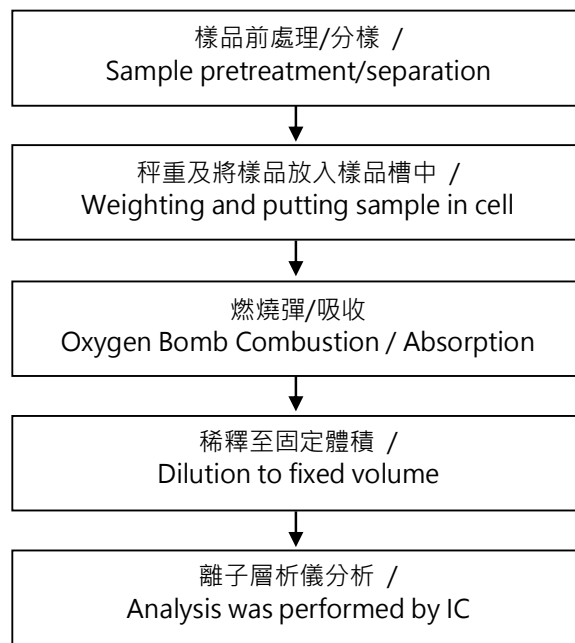 樣品前處理/分樣 /
Sample pretreatment/separation
秤重及將樣品放入樣品槽中 /
Weighting and putting sample in cell
燃燒彈/吸收
Oxygen Bomb Combustion / Absorption
稀釋至固定體積 /
Dilution to fixed volume
離子層析儀分析 /
Analysis was performed by IC